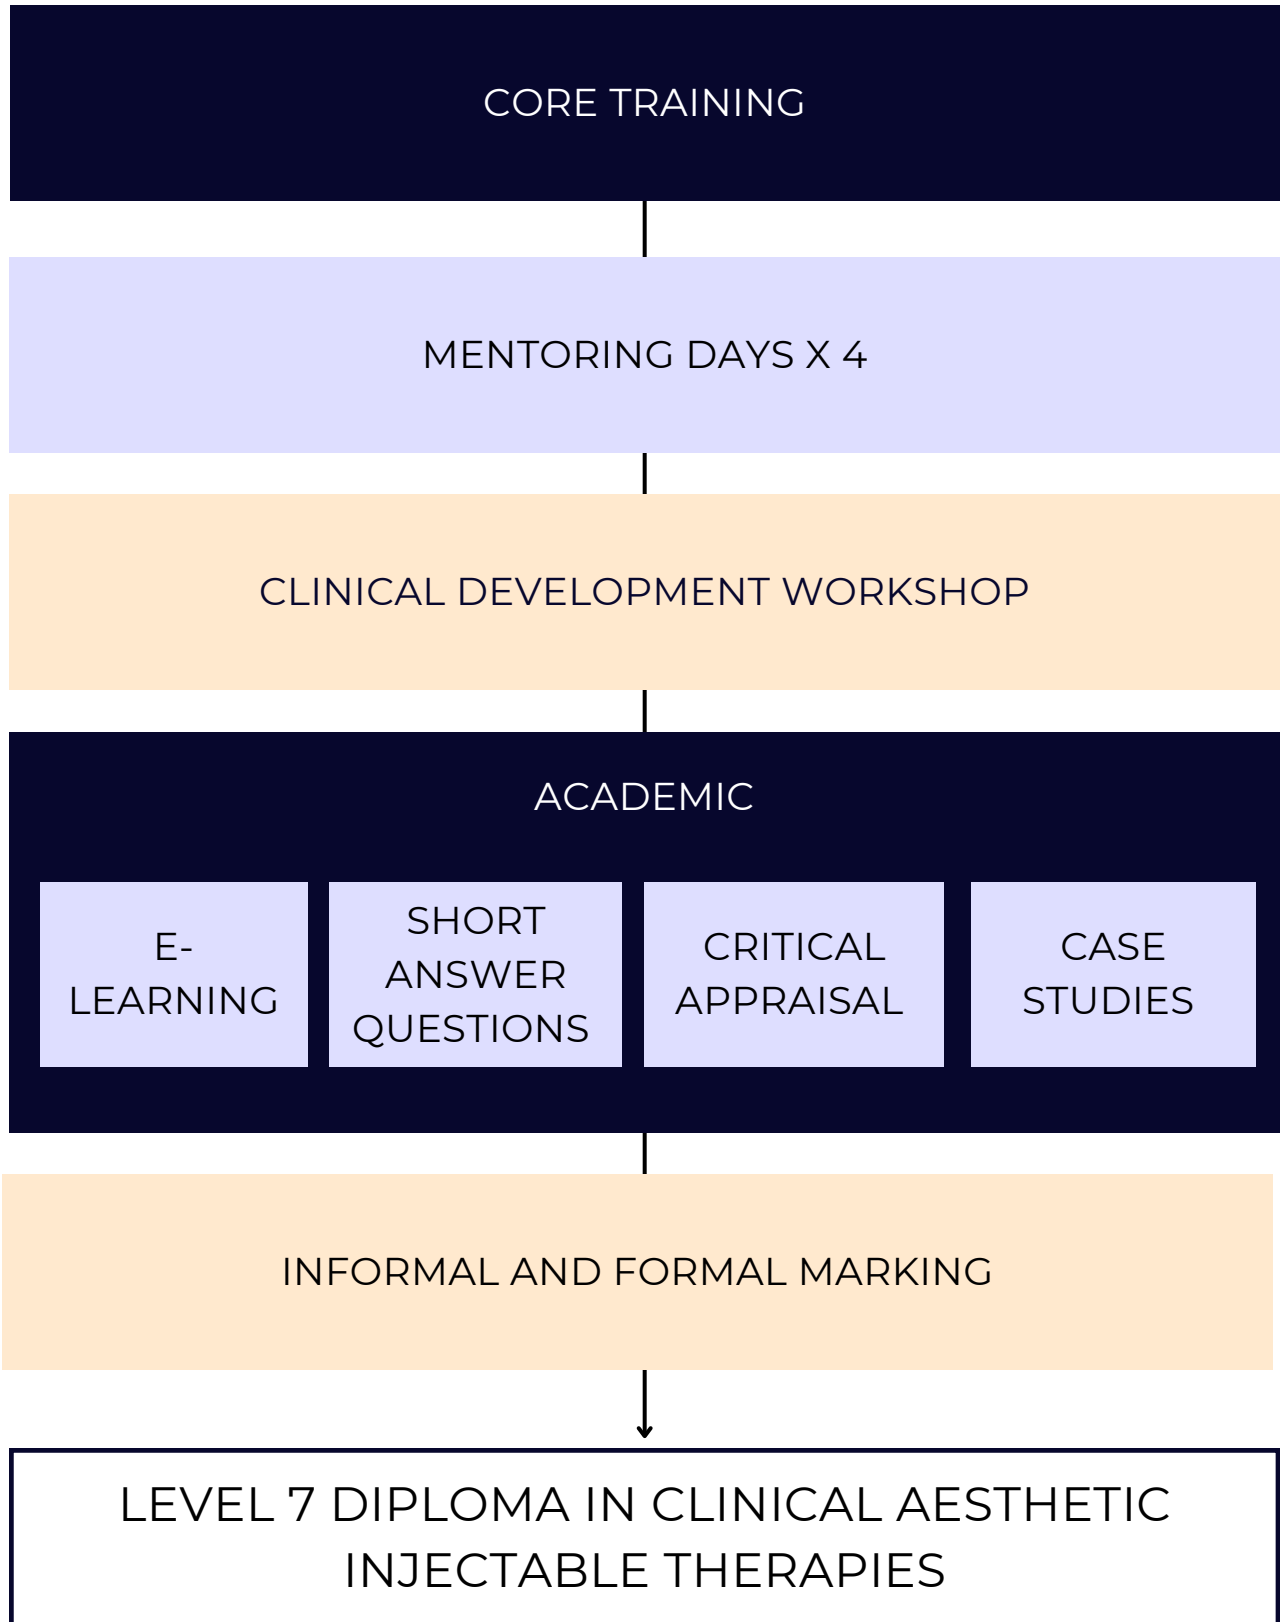 CORE TRAINING
MENTORING DAYS X 4
CLINICAL DEVELOPMENT WORKSHOP
ACADEMIC
E-
LEARNING
SHORT
ANSWER
QUESTIONS
CRITICAL
APPRAISAL
CASE
STUDIES
INFORMAL AND FORMAL MARKING
LEVEL 7 DIPLOMA IN CLINICAL AESTHETIC
INJECTABLE THERAPIES